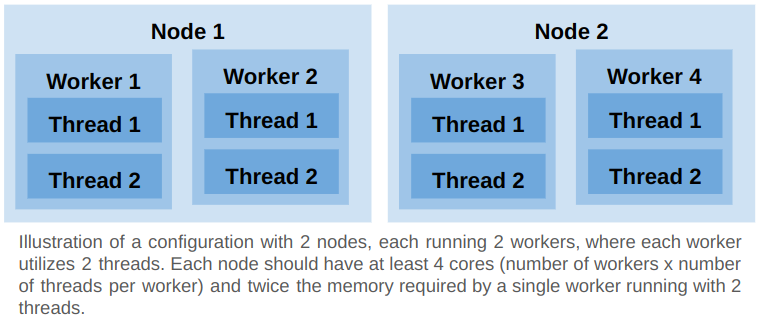 Node 1
Worker 1
Thread 1
Thread 2
Worker 2
Thread 1
Thread 2
Node 2
Worker 3
Thread 1
Thread 2
Worker 4
Thread 1
Thread 2
Illustration of a configuration with 2 nodes, each running 2 workers, where each worker
utilizes 2 threads. Each node should have at least 4 cores (number of workers x number
of threads per worker) and twice the memory required by a single worker running with 2
threads.